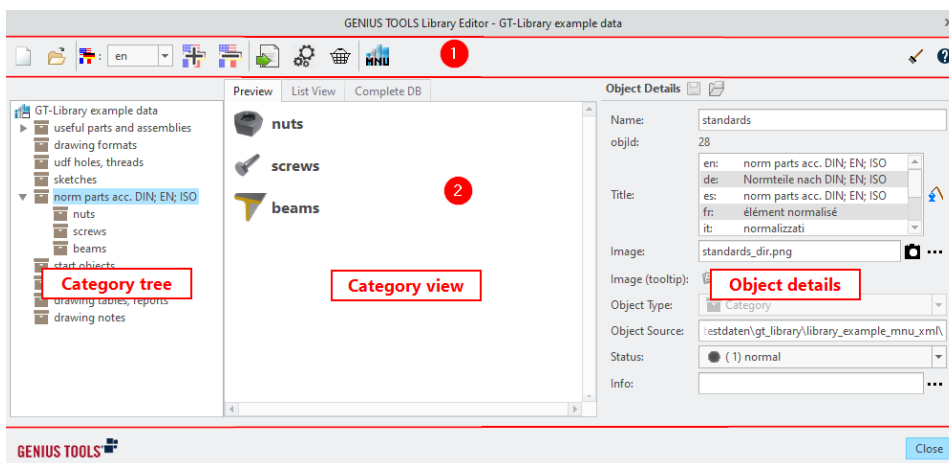 GENIUS TOOLS Library Editor - GT-Library example data
: en
MNU
1
Preview List View Complete DB
Object Details
GT-Library example data
useful parts and assemblies
drawing formats
udf holes, threads
sketches
norm parts acc. DIN; EN; ISO
nuts
screws
beams
start objects
Category tree
drawing tables, reports
drawing notes
nuts
screws
beams
2
Category view
Name: standards
objId: 28
Title:
en: norm parts acc. DIN; EN; ISO
de: Normteile nach DIN; EN; ISO
es: norm parts acc. DIN; EN; ISO
fr: élément normalisé
it: normalizzati
Image: standards_dir.png
Image (tooltip):
Object details
Object Type: Category
Object Source: testdaten\gt_library\library_example_mnu_xml\
Status: ( 1) normal
Info:
GENIUS TOOLS
Close